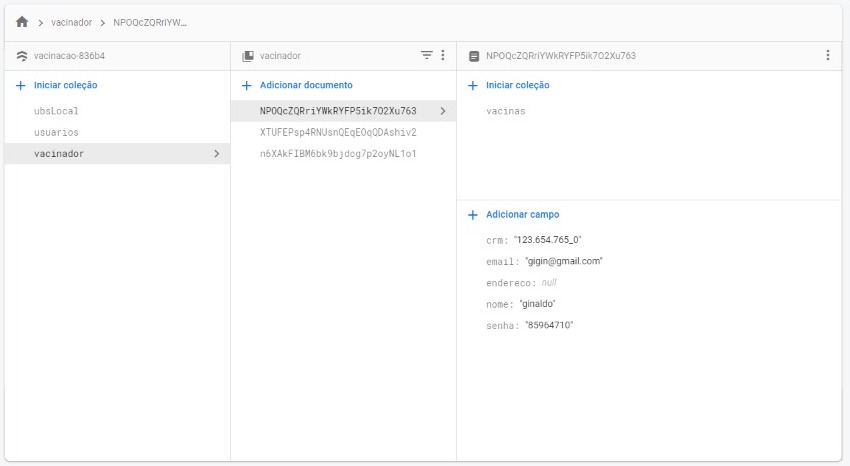 vacinador
NPOQcZQRriYW...
vacinacao-836b4
vacinador
NPOQcZQRriYWkRYFP5ik7O2Xu763
Iniciar coleção
Adicionar documento
Iniciar coleção
ubsLocal
usuarios
vacinador
NPOQcZQRriYWkRYFP5ik7O2Xu763
XTUFEPsp4RNUsnQEqEOqQDAshiv2
n6XAkFIBM6bk9bjdcg7p2oyNL1o1
vacinas
Adicionar campo
crm: "123.654.765_0"
email: "gigin@gmail.com"
endereco: null
nome: "ginaldo"
senha: "85964710"